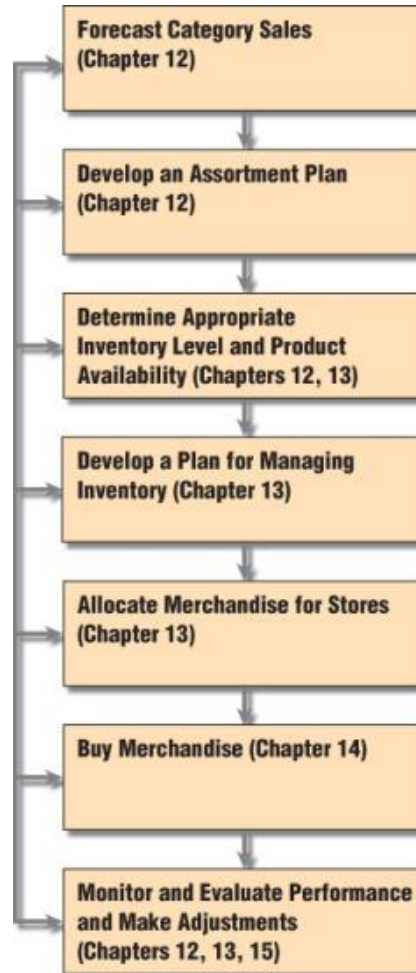 Forecast Category Sales
(Chapter 12)
Develop an Assortment Plan
(Chapter 12)
Determine Appropriate
Inventory Level and Product
Availability (Chapters 12, 13)
Develop a Plan for Managing
Inventory (Chapter 13)
Allocate Merchandise for Stores
(Chapter 13)
Buy Merchandise (Chapter 14)
Monitor and Evaluate Performance
and Make Adjustments
(Chapters 12, 13, 15)